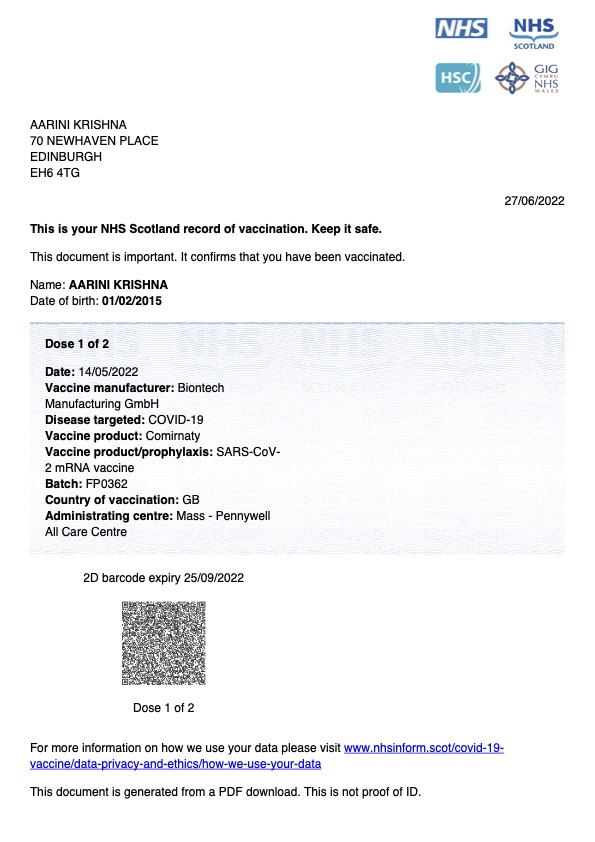 NHS
NHS
SCOTLAND
HSC
GIG
CYMRU
NHS
WALES
AARINI KRISHNA
70 NEWHAVEN PLACE
EDINBURGH
EH6 4TG
27/06/2022
This is your NHS Scotland record of vaccination. Keep it safe.
This document is important. It confirms that you have been vaccinated.
Name: AARINI KRISHNA
Date of birth: 01/02/2015
Dose 1 of 2
Date: 14/05/2022
Vaccine manufacturer: Biontech
Manufacturing GmbH
Disease targeted: COVID-19
Vaccine product: Comirnaty
Vaccine product/prophylaxis: SARS-CoV-
2 mRNA vaccine
Batch: FP0362
Country of vaccination: GB
Administrating centre: Mass - Pennywell
All Care Centre
2D barcode expiry 25/09/2022
Dose 1 of 2
For more information on how we use your data please visit www.nhsinform.scot/covid-19-
vaccine/data-privacy-and-ethics/how-we-use-your-data
This document is generated from a PDF download. This is not proof of ID.